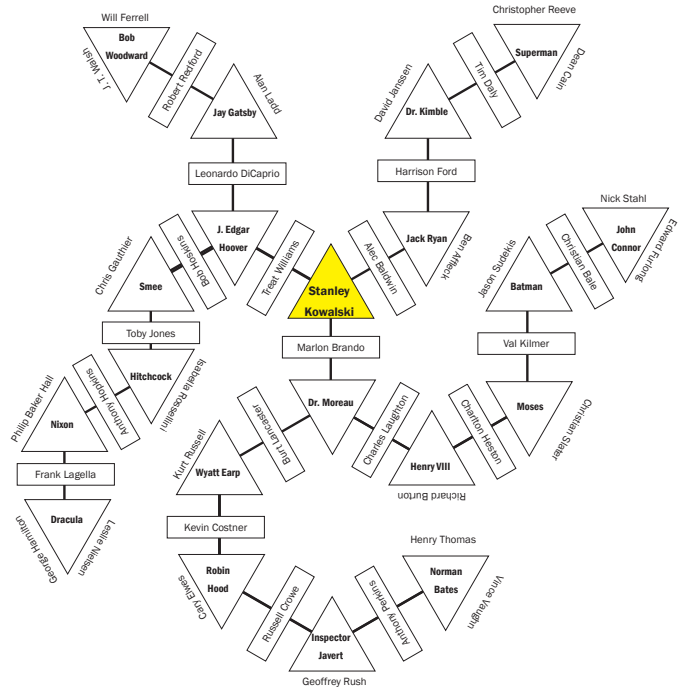 Will Ferrell
Bob
Woodward
J. T. Walsh
Robert Redford
Alan Ladd
Jay Gatsby
Leonardo DiCaprio
J. Edgar
Hoover
Treat Williams
Bob Hoskins
Chris Gauthier
Smee
Toby Jones
Hitchcock
Isabella Rossellini
Anthony Hopkins
Philip Baker Hall
Nixon
Frank Lagella
Dracula
George Hamilton
Leslie Nielsen
Christopher Reeve
Superman
Dean Cain
Tim Daly
David Janssen
Dr. Kimble
Harrison Ford
Jack Ryan
Ben Affleck
Alec Baldwin
Stanley
Kowalski
Marlon Brando
Dr. Moreau
Burt Lancaster
Charles Laughton
Kurt Russell
Wyatt Earp
Kevin Costner
Robin
Hood
Cary Elwes
Russell Crowe
Inspector
Javert
Geoffrey Rush
Anthony Perkins
Henry Thomas
Norman
Bates
Vince Vaughn
Henry VIII
Richard Burton
Charlton Heston
Moses
Christian Slater
Val Kilmer
Batman
Jason Sudekis
Christian Bale
Nick Stahl
John
Connor
Edward Furlong